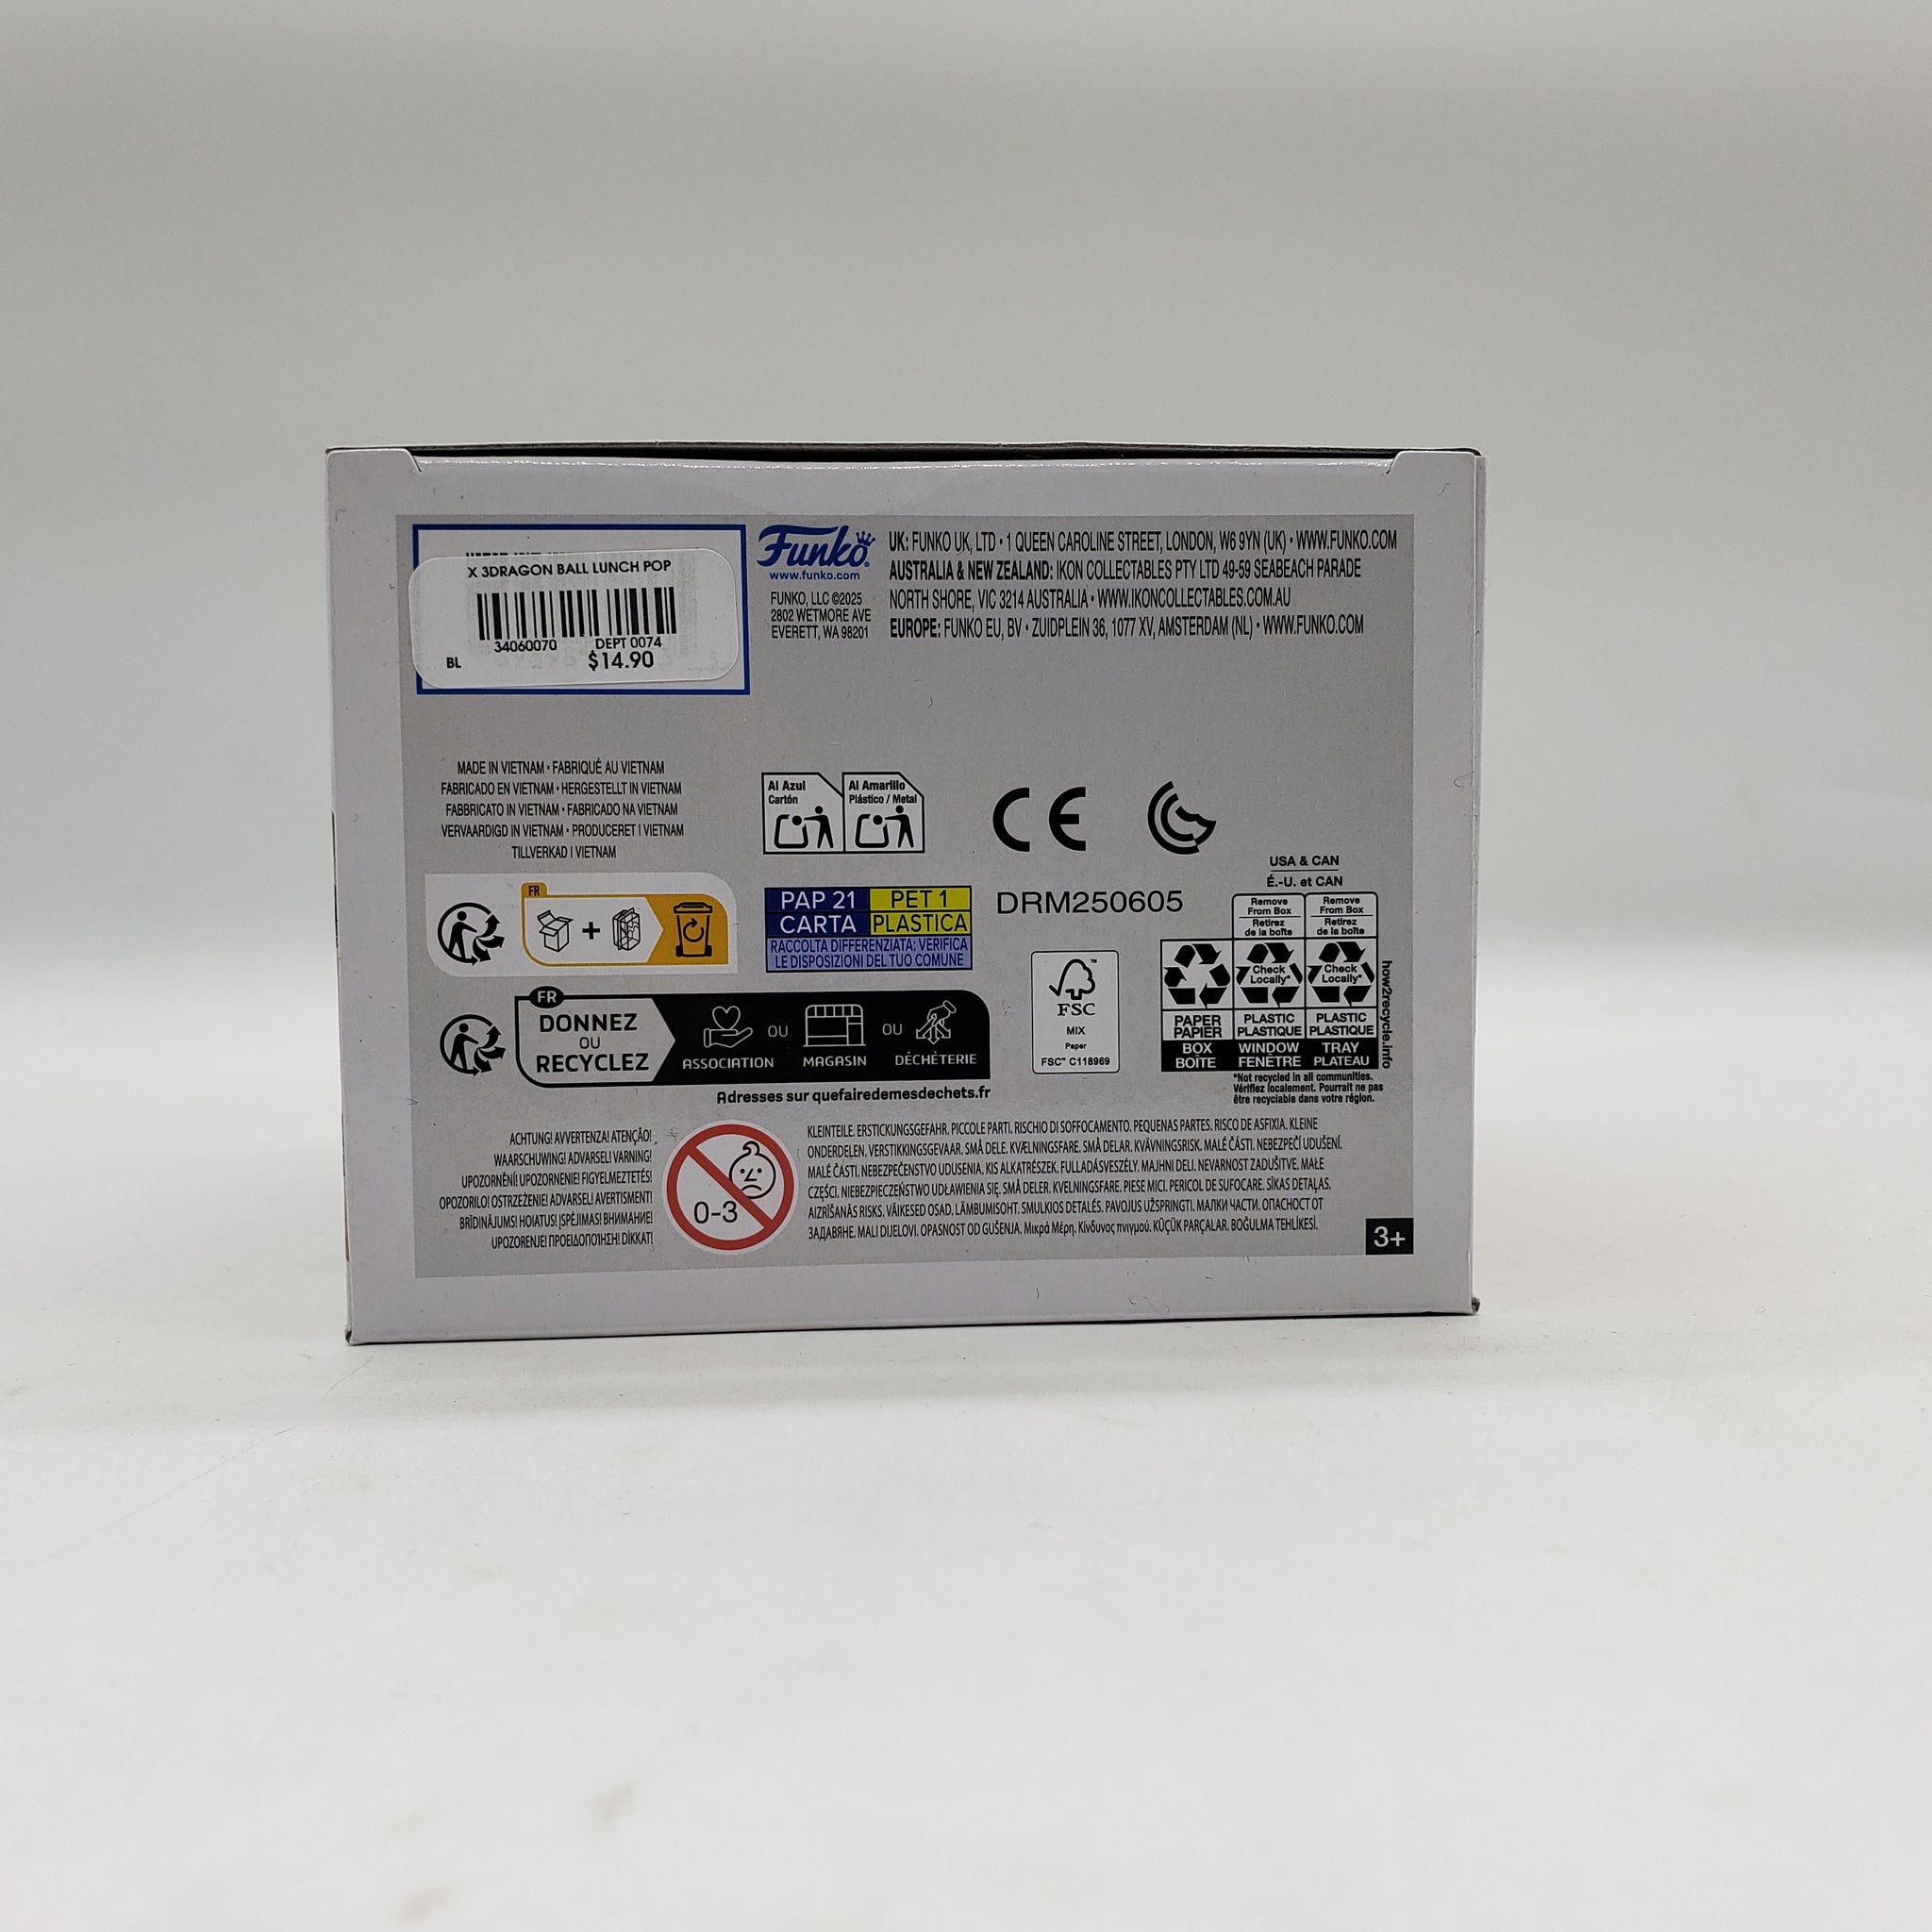 X 3DRAGON BALL LUNCH POP
34060070 DEPT 0074
BL $14.90
Funko
www.funko.com
FUNKO, LLC ©2025
2802 WETMORE AVE
EVERETT, WA 98201
UK: FUNKO UK, LTD • 1 QUEEN CAROLINE STREET, LONDON, W6 9YN (UK) • WWW.FUNKO.COM
AUSTRALIA & NEW ZEALAND: IKON COLLECTABLES PTY LTD 49-59 SEABEACH PARADE
NORTH SHORE, VIC 3214 AUSTRALIA • WWW.IKONCOLLECTABLES.COM.AU
EUROPE: FUNKO EU, BV • ZUIDPLEIN 36, 1077 XV, AMSTERDAM (NL) • WWW.FUNKO.COM
MADE IN VIETNAM • FABRIQUÉ AU VIETNAM
FABRICADO EN VIETNAM • HERGESTELLT IN VIETNAM
FABBRICATO IN VIETNAM • FABRICADO NA VIETNAM
VERVAARDIGD IN VIETNAM • PRODUCERET I VIETNAM
TILLVERKAD I VIETNAM
Al Azul
Cartón
Al Amarillo
Plástico / Metal
CE
FR
+
PAP 21
CARTA
PET 1
PLASTICA
RACCOLTA DIFFERENZIATA: VERIFICA
LE DISPOSIZIONI DEL TUO COMUNE
DRM250605
USA & CAN
É.-U. et CAN
Remove
From Box
Retirez
de la boîte
Remove
From Box
Retirez
de la boîte
Check
Locally*
Check
Locally*
PAPER
PAPIER
PLASTIC
PLASTIQUE
PLASTIC
PLASTIQUE
BOX
BOÎTE
WINDOW
FENÊTRE
TRAY
PLATEAU
how2recycle.info
*Not recycled in all communities.
Vérifiez localement. Pourrait ne pas
être recyclable dans votre région.
FSC™
MIX
Paper
FSC™ C118969
FR
DONNEZ
OU
RECYCLEZ
ASSOCIATION
OU
MAGASIN
OU
DÉCHÈTERIE
Adresses sur quefairedemesdechets.fr
ACHTUNG! AVVERTENZA! ATENÇÃO!
WAARSCHUWING! ADVARSEL! VARNING!
UPOZORNĚNÍ! UPOZORNENIE! FIGYELMEZTETÉS!
OPOZORILO! OSTRZEŻENIE! ADVARSEL! AVERTISMENT!
BRĪDINĀJUMS! HOIATUS! ĮSPĖJIMAS! ВНИМАНИЕ!
UPOZORENJE! ΠΡΟΕΙΔΟΠΟΊΗΣΗ! DİKKAT!
0-3
KLEINTEILE. ERSTICKUNGSGEFAHR. PICCOLE PARTI. RISCHIO DI SOFFOCAMENTO. PEQUENAS PARTES. RISCO DE ASFIXIA. KLEINE
ONDERDELEN. VERSTIKKINGSGEVAAR. SMÅ DELE. KVÆLNINGSFARE. SMÅ DELAR. KVÄVNINGSRISK. MALÉ ČÁSTI. NEBEZPEČÍ UDUŠENÍ.
MALÉ ČASTI. NEBEZPEČENSTVO UDUSENIA. KIS ALKATRÉSZEK. FULLADÁSVESZÉLY. MAJHNI DELI. NEVARNOST ZADUŠITVE. MAŁE
CZĘŚCI. NIEBEZPIECZEŃSTWO UDŁAWIENIA SIĘ. SMÅ DELER. KVELNINGSFARE. PIESE MICI. PERICOL DE SUFOCARE. SĪKAS DETAĻAS.
AIZRĪŠANĀS RISKS. VÄIKESED OSAD. LÄMBUMISOHT. SMULKIOS DETALĖS. PAVOJUS UŽSPRINGTI. МАЛКИ ЧАСТИ. ОПАСНОСТ ОТ
ЗАДАВЯНЕ. MALI DIJELOVI. OPASNOST OD GUŠENJA. Μικρά Μέρη. Κίνδυνος πνιγμού. KÜÇÜK PARÇALAR. BOĞULMA TEHLİKESİ.
3+